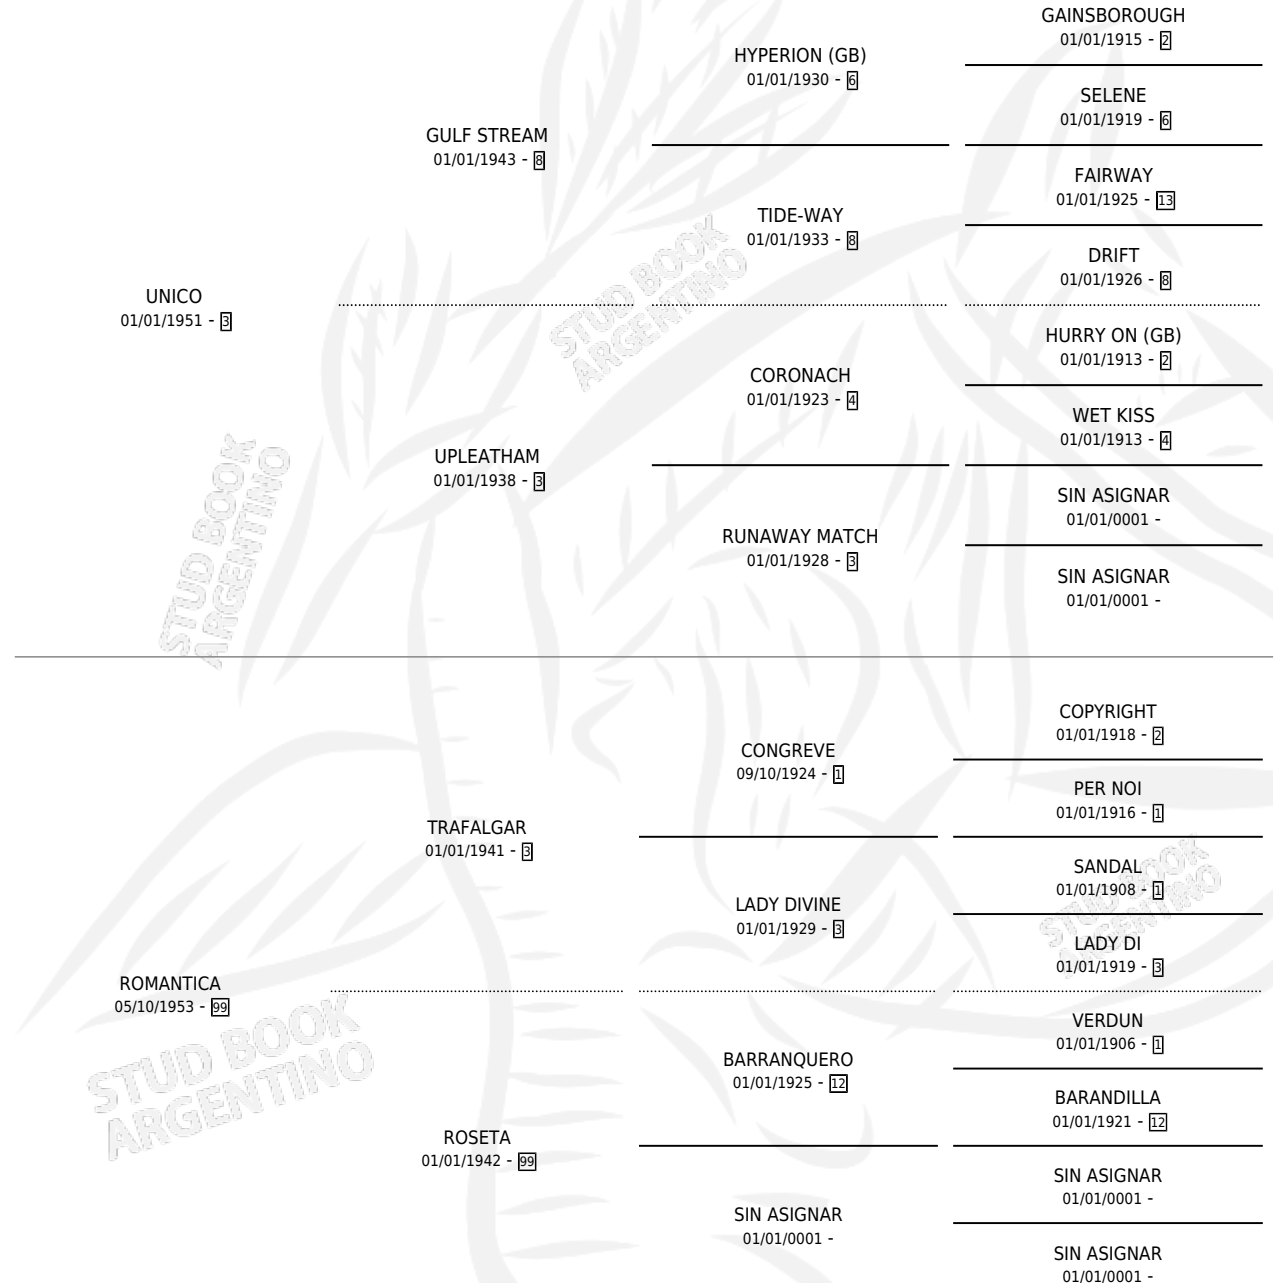 GAINSBOROUGH
01/01/1915 - 2
HYPERION (GB)
01/01/1930 - 6
SELENE
01/01/1919 - 6
GULF STREAM
01/01/1943 - 8
FAIRWAY
01/01/1925 - 13
TIDE-WAY
01/01/1933 - 8
DRIFT
01/01/1926 - 8
UNICO
01/01/1951 - 3
HURRY ON (GB)
01/01/1913 - 2
CORONACH
01/01/1923 - 4
WET KISS
01/01/1913 - 4
UPLEATHAM
01/01/1938 - 3
SIN ASIGNAR
01/01/0001 -
RUNAWAY MATCH
01/01/1928 - 3
SIN ASIGNAR
01/01/0001 -
STUD BOOK
ARGENTINO
STUD BOOK
ARGENTINO
COPYRIGHT
01/01/1918 - 2
CONGREVE
09/10/1924 - 1
PER NOI
01/01/1916 - 1
TRAFALGAR
01/01/1941 - 3
SANDAL
01/01/1908 - 1
LADY DIVINE
01/01/1929 - 3
LADY DI
01/01/1919 - 3
STUD BOOK
ARGENTINO
ROMANTICA
05/10/1953 - 99
VERDUN
01/01/1906 - 1
BARRANQUERO
01/01/1925 - 12
BARANDILLA
01/01/1921 - 12
STUD BOOK
ARGENTINO
ROSETA
01/01/1942 - 99
SIN ASIGNAR
01/01/0001 -
SIN ASIGNAR
01/01/0001 -
SIN ASIGNAR
01/01/0001 -